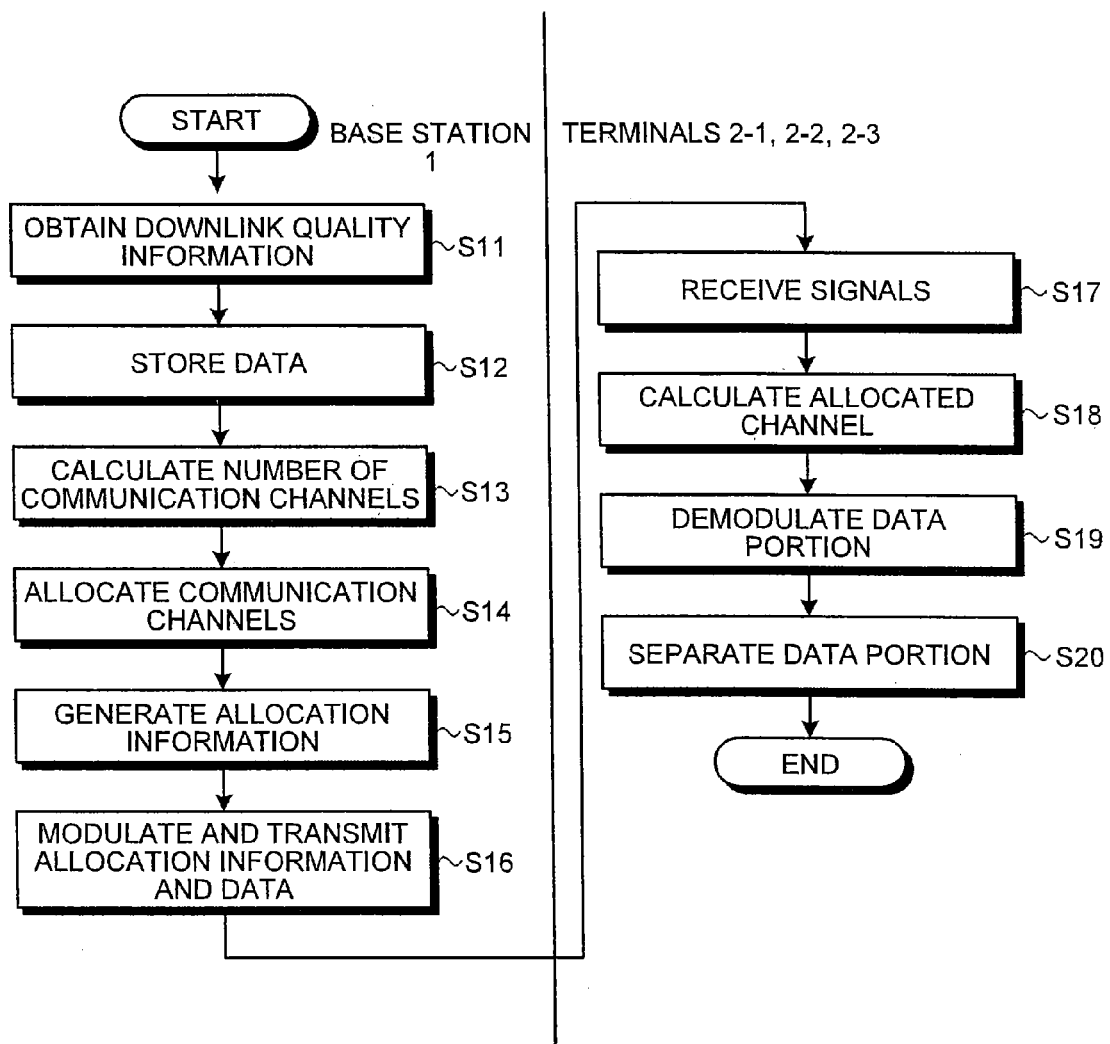 START
BASE STATION
1
TERMINALS 2-1, 2-2, 2-3
OBTAIN DOWNLINK QUALITY
INFORMATION
S11
STORE DATA
S12
CALCULATE NUMBER OF
COMMUNICATION CHANNELS
S13
ALLOCATE COMMUNICATION
CHANNELS
S14
GENERATE ALLOCATION
INFORMATION
S15
MODULATE AND TRANSMIT
ALLOCATION INFORMATION
AND DATA
S16
RECEIVE SIGNALS
S17
CALCULATE ALLOCATED
CHANNEL
S18
DEMODULATE DATA
PORTION
S19
SEPARATE DATA PORTION
S20
END